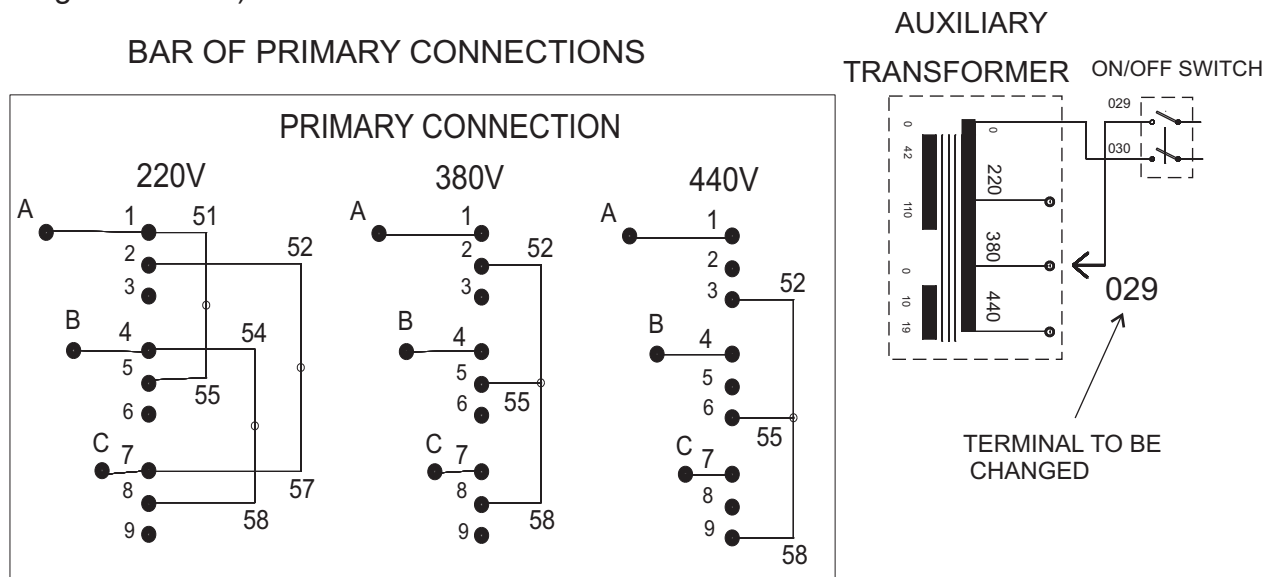 BAR OF PRIMARY CONNECTIONS
AUXILIARY
TRANSFORMER
ON/OFF SWITCH
PRIMARY CONNECTION
220V
A
1
51
2
52
3
B
4
54
5
55
6
C
7
57
8
58
9
380V
A
1
2
52
3
B
4
5
55
6
C
7
8
58
9
440V
A
1
2
3
52
B
4
5
6
55
C
7
8
9
58
0
42
110
0
10
19
0
220
380
440
029
030
029
TERMINAL TO BE
CHANGED